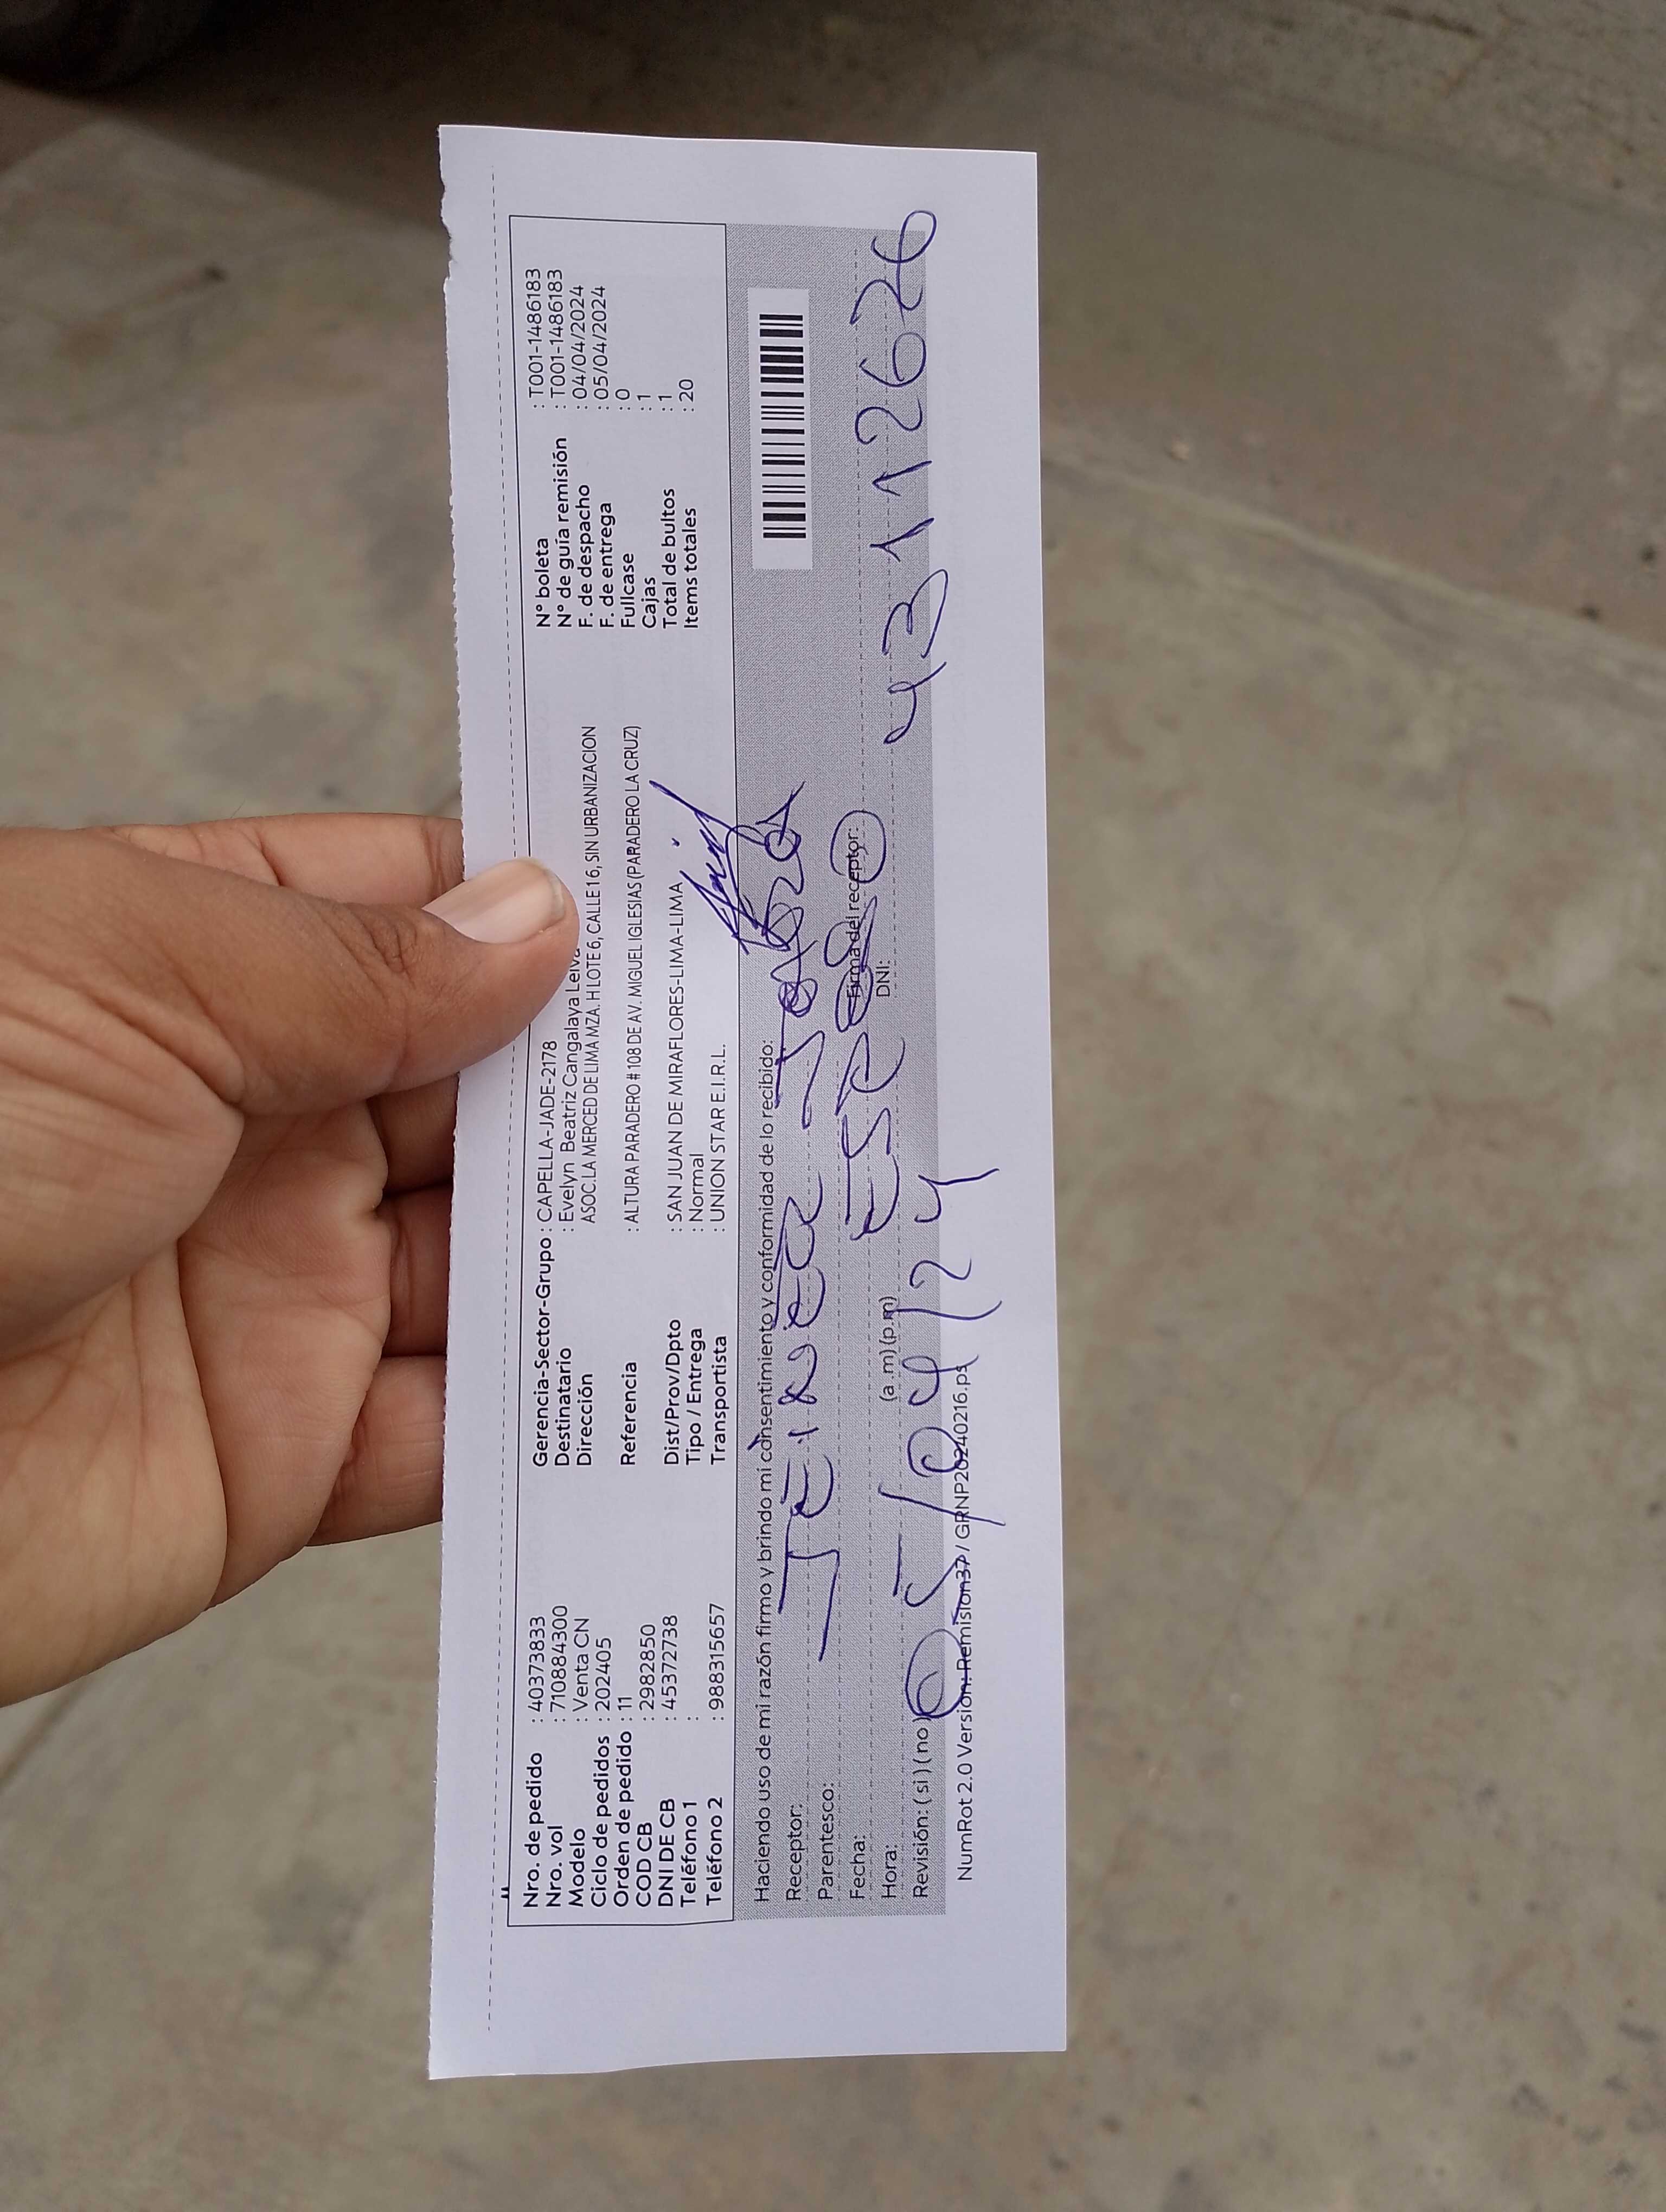 Nro. de pedido : 40373833 Gerencia-Sector-Grupo : CAPELLA-JADE-2178 N° boleta : T001-1486183
Nro. vol : 710884300 Destinatario : Evelyn Beatriz Cangalaya Leiva N° de guía remisión : T001-1486183
Modelo : Venta CN Dirección ASOC.LA MERCED DE LIMA MZA. H LOTE 6, CALLE 16, SIN URBANIZACION F. de despacho : 04/04/2024
Ciclo de pedidos : 202405 F. de entrega : 05/04/2024
Orden de pedido : 11 Referencia : ALTURA PARADERO # 108 DE AV. MIGUEL IGLESIAS (PARADERO LA CRUZ) Fullcase : 0
COD CB : 2982850 Cajas : 1
DNI DE CB : 45372738 Dist/Prov/Dpto : SAN JUAN DE MIRAFLORES-LIMA-LIMA Total de bultos : 1
Teléfono 1 : Tipo / Entrega : Normal Items totales : 20
Teléfono 2 : 988315657 Transportista : UNION STAR E.I.R.L.
Haciendo uso de mi razón firmo y brindo mi consentimiento y conformidad de lo recibido:
Receptor:
Parentesco:
Fecha: ESPOSO Firma del receptor:
Hora: (a.m) (p.m) DNI: 43112626
Revisión: ( si ) ( no ) 05/04/24
NumRot 2.0 Versión: Remision37 / GRNP20240216.ps